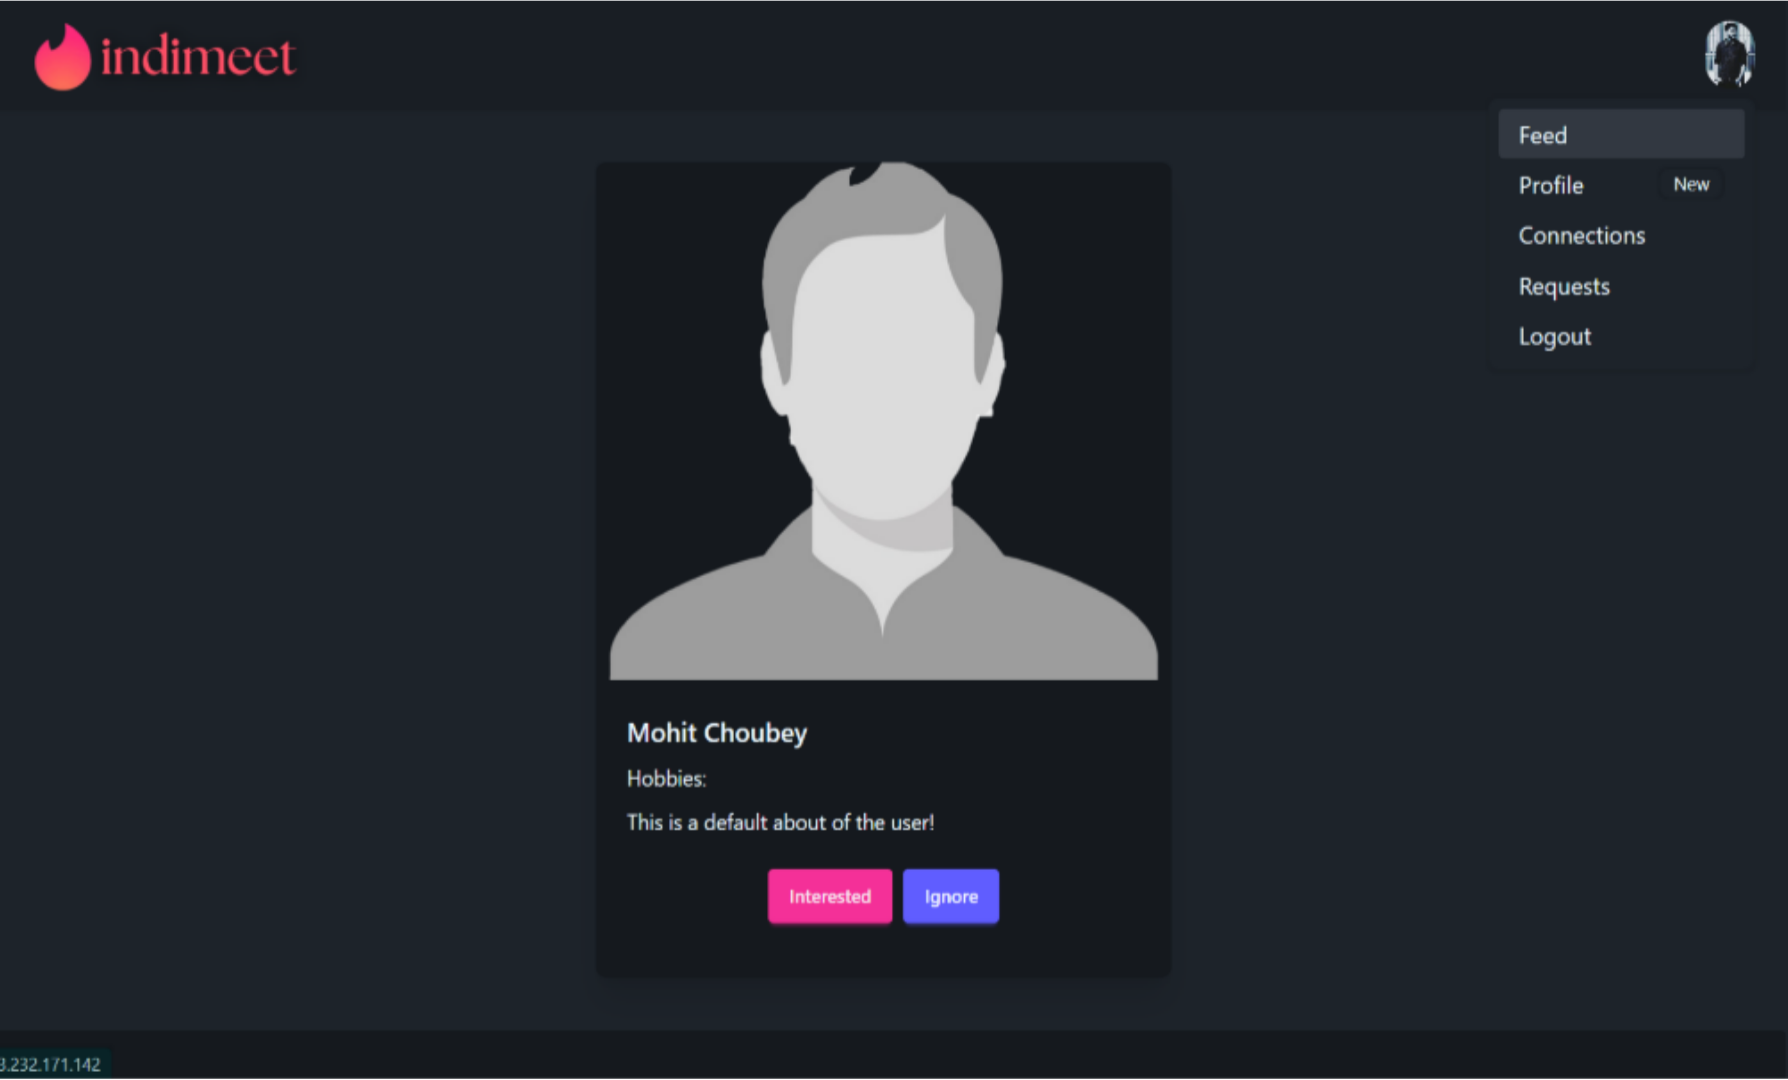 indimeet
Feed
Profile New
Connections
Requests
Logout
Mohit Choubey
Hobbies:
This is a default about of the user!
Interested Ignore
3.232.171.142